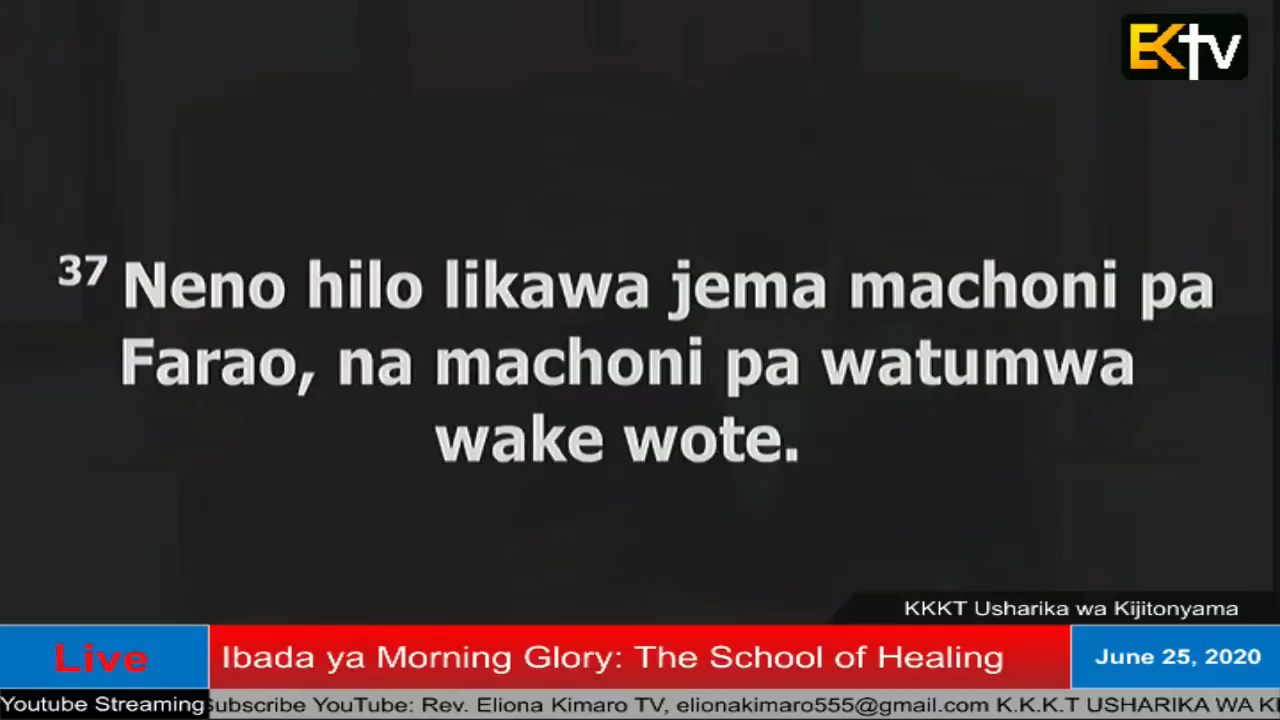 EKtv
37 Neno hilo likawa jema machoni pa
Farao, na machoni pa watumwa
wake wote.
KKKT Usharika wa Kijitonyama
Live
Ibada ya Morning Glory: The School of Healing
June 25, 2020
Youtube Streaming
ubscribe YouTube: Rev. Eliona Kimaro TV, elionakimaro555@gmail.com K.K.K.T USHARIKA WA